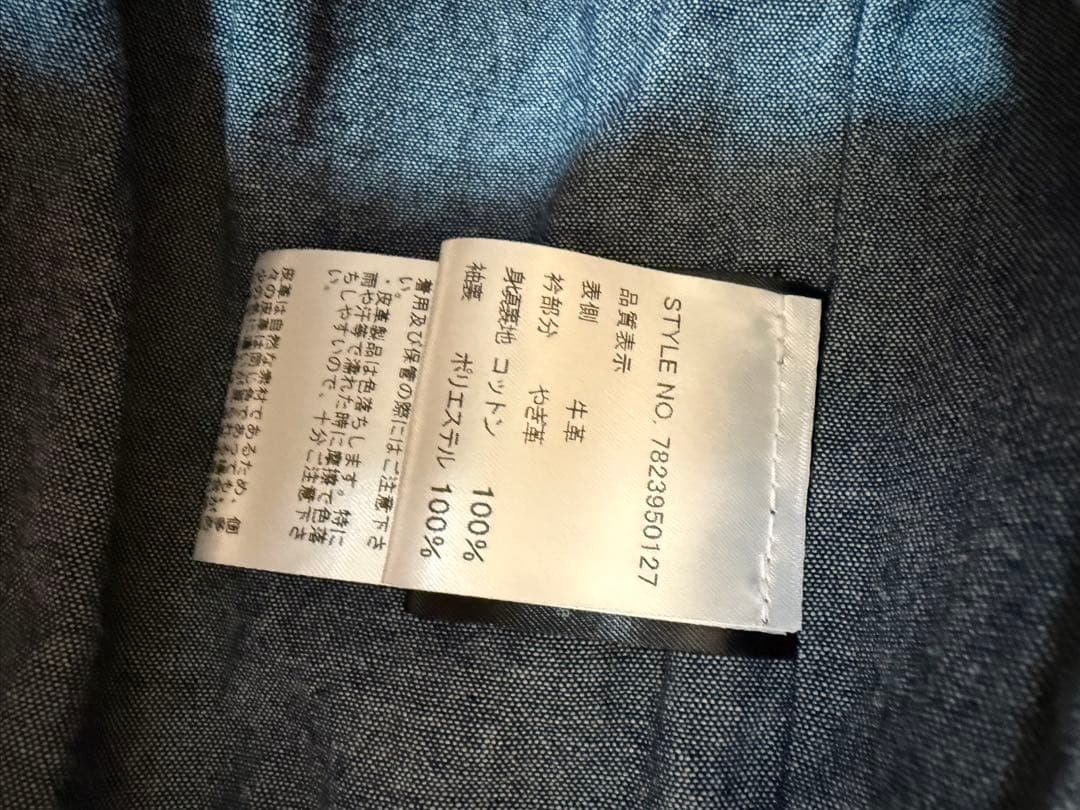 STYLE NO. 78239501​27
品質表示
表側 牛革
衿部分 やぎ革
身頃裏地 コットン 100%
袖裏 ポリエステル 100%
着用及び保管の際にはご注意下さ
い。
・皮革製品は色落ちします。特に
雨や汗等で濡れた時に摩擦で色落
ちしやすいので、十分ご注意下さ
い。
皮革は自然な素材であるため、個
々の